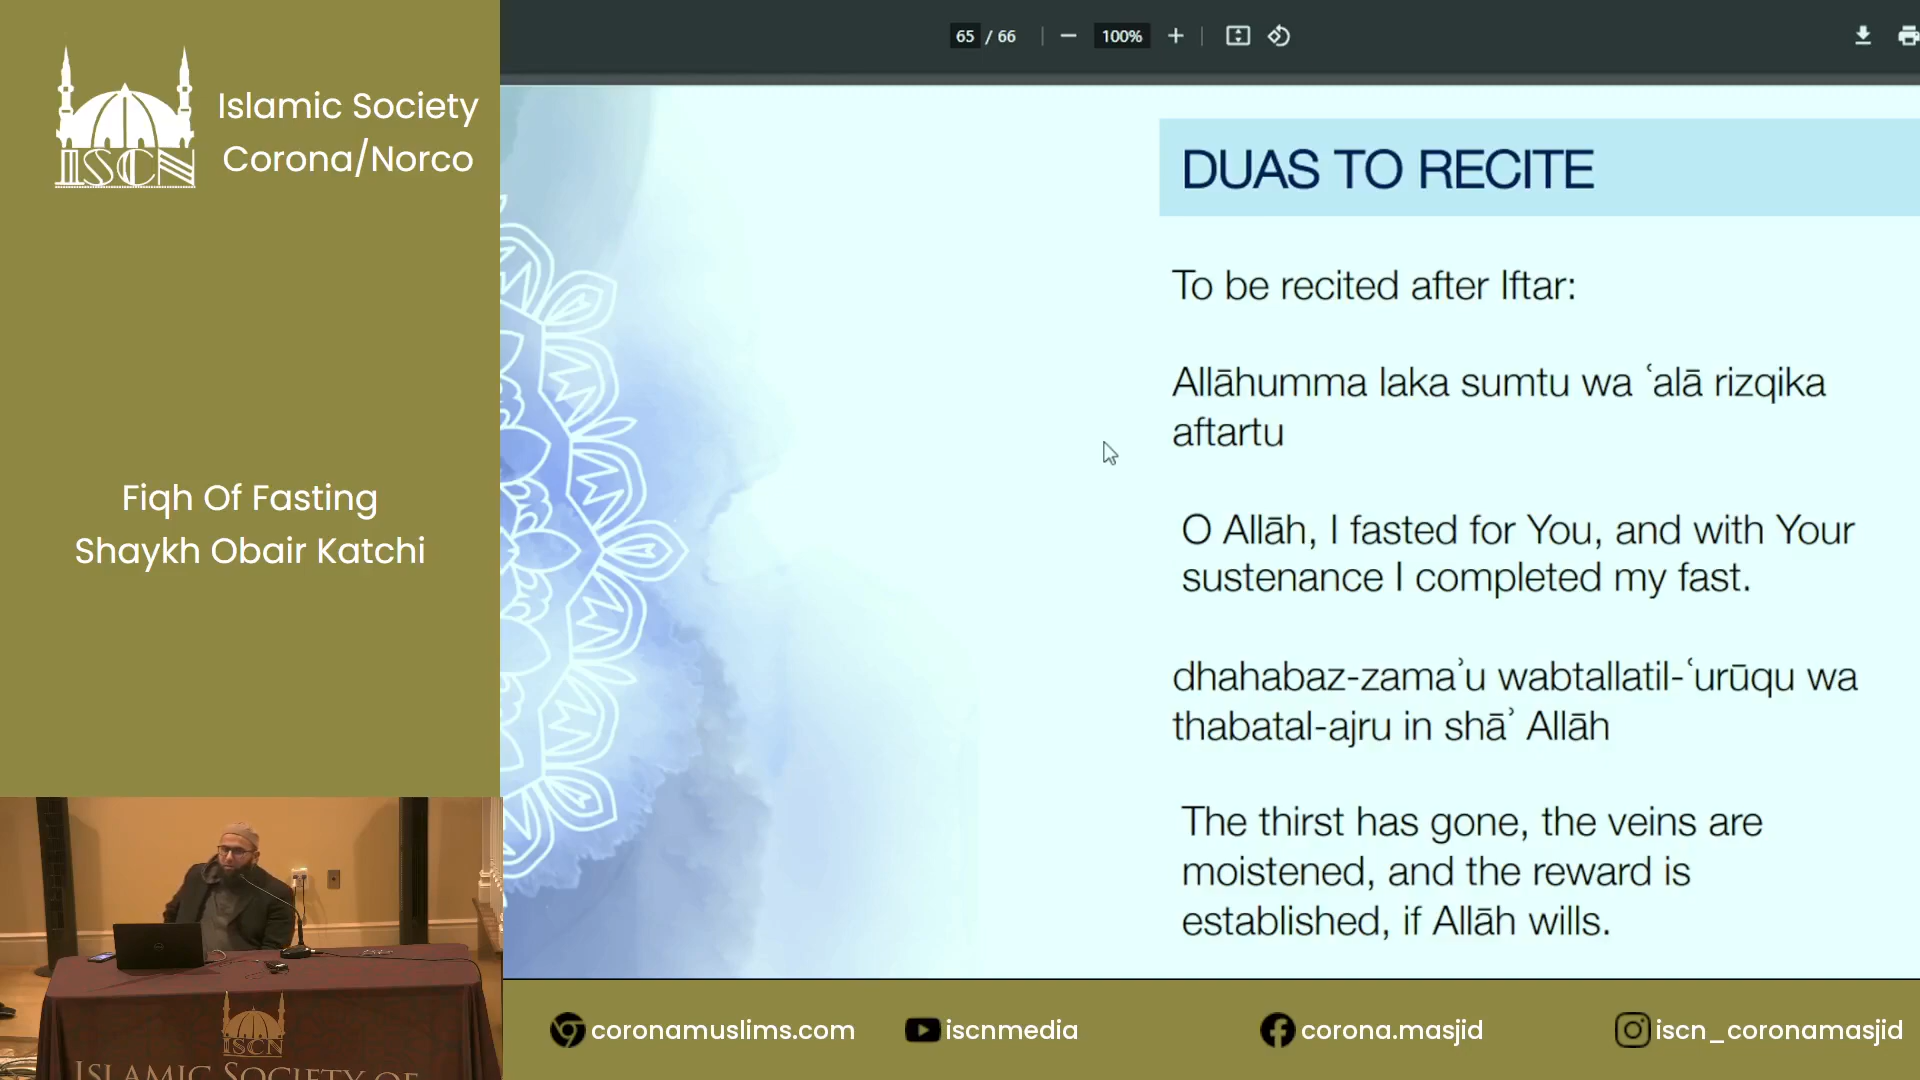 ISCN
Islamic Society
Corona/Norco
Fiqh Of Fasting
Shaykh Obair Katchi
65 / 66
100%
DUAS TO RECITE
To be recited after Iftar:
Allāhumma laka sumtu wa ʿalā rizqika
aftartu
O Allāh, I fasted for You, and with Your
sustenance I completed my fast.
dhahabaz-zamaʾu wabtallatil-ʿurūqu wa
thabatal-ajru in shāʾ Allāh
The thirst has gone, the veins are
moistened, and the reward is
established, if Allāh wills.
ISCN
ISLAMIC SOCIETY OF
coronamuslims.com
iscnmedia
corona.masjid
iscn_coronamasjid